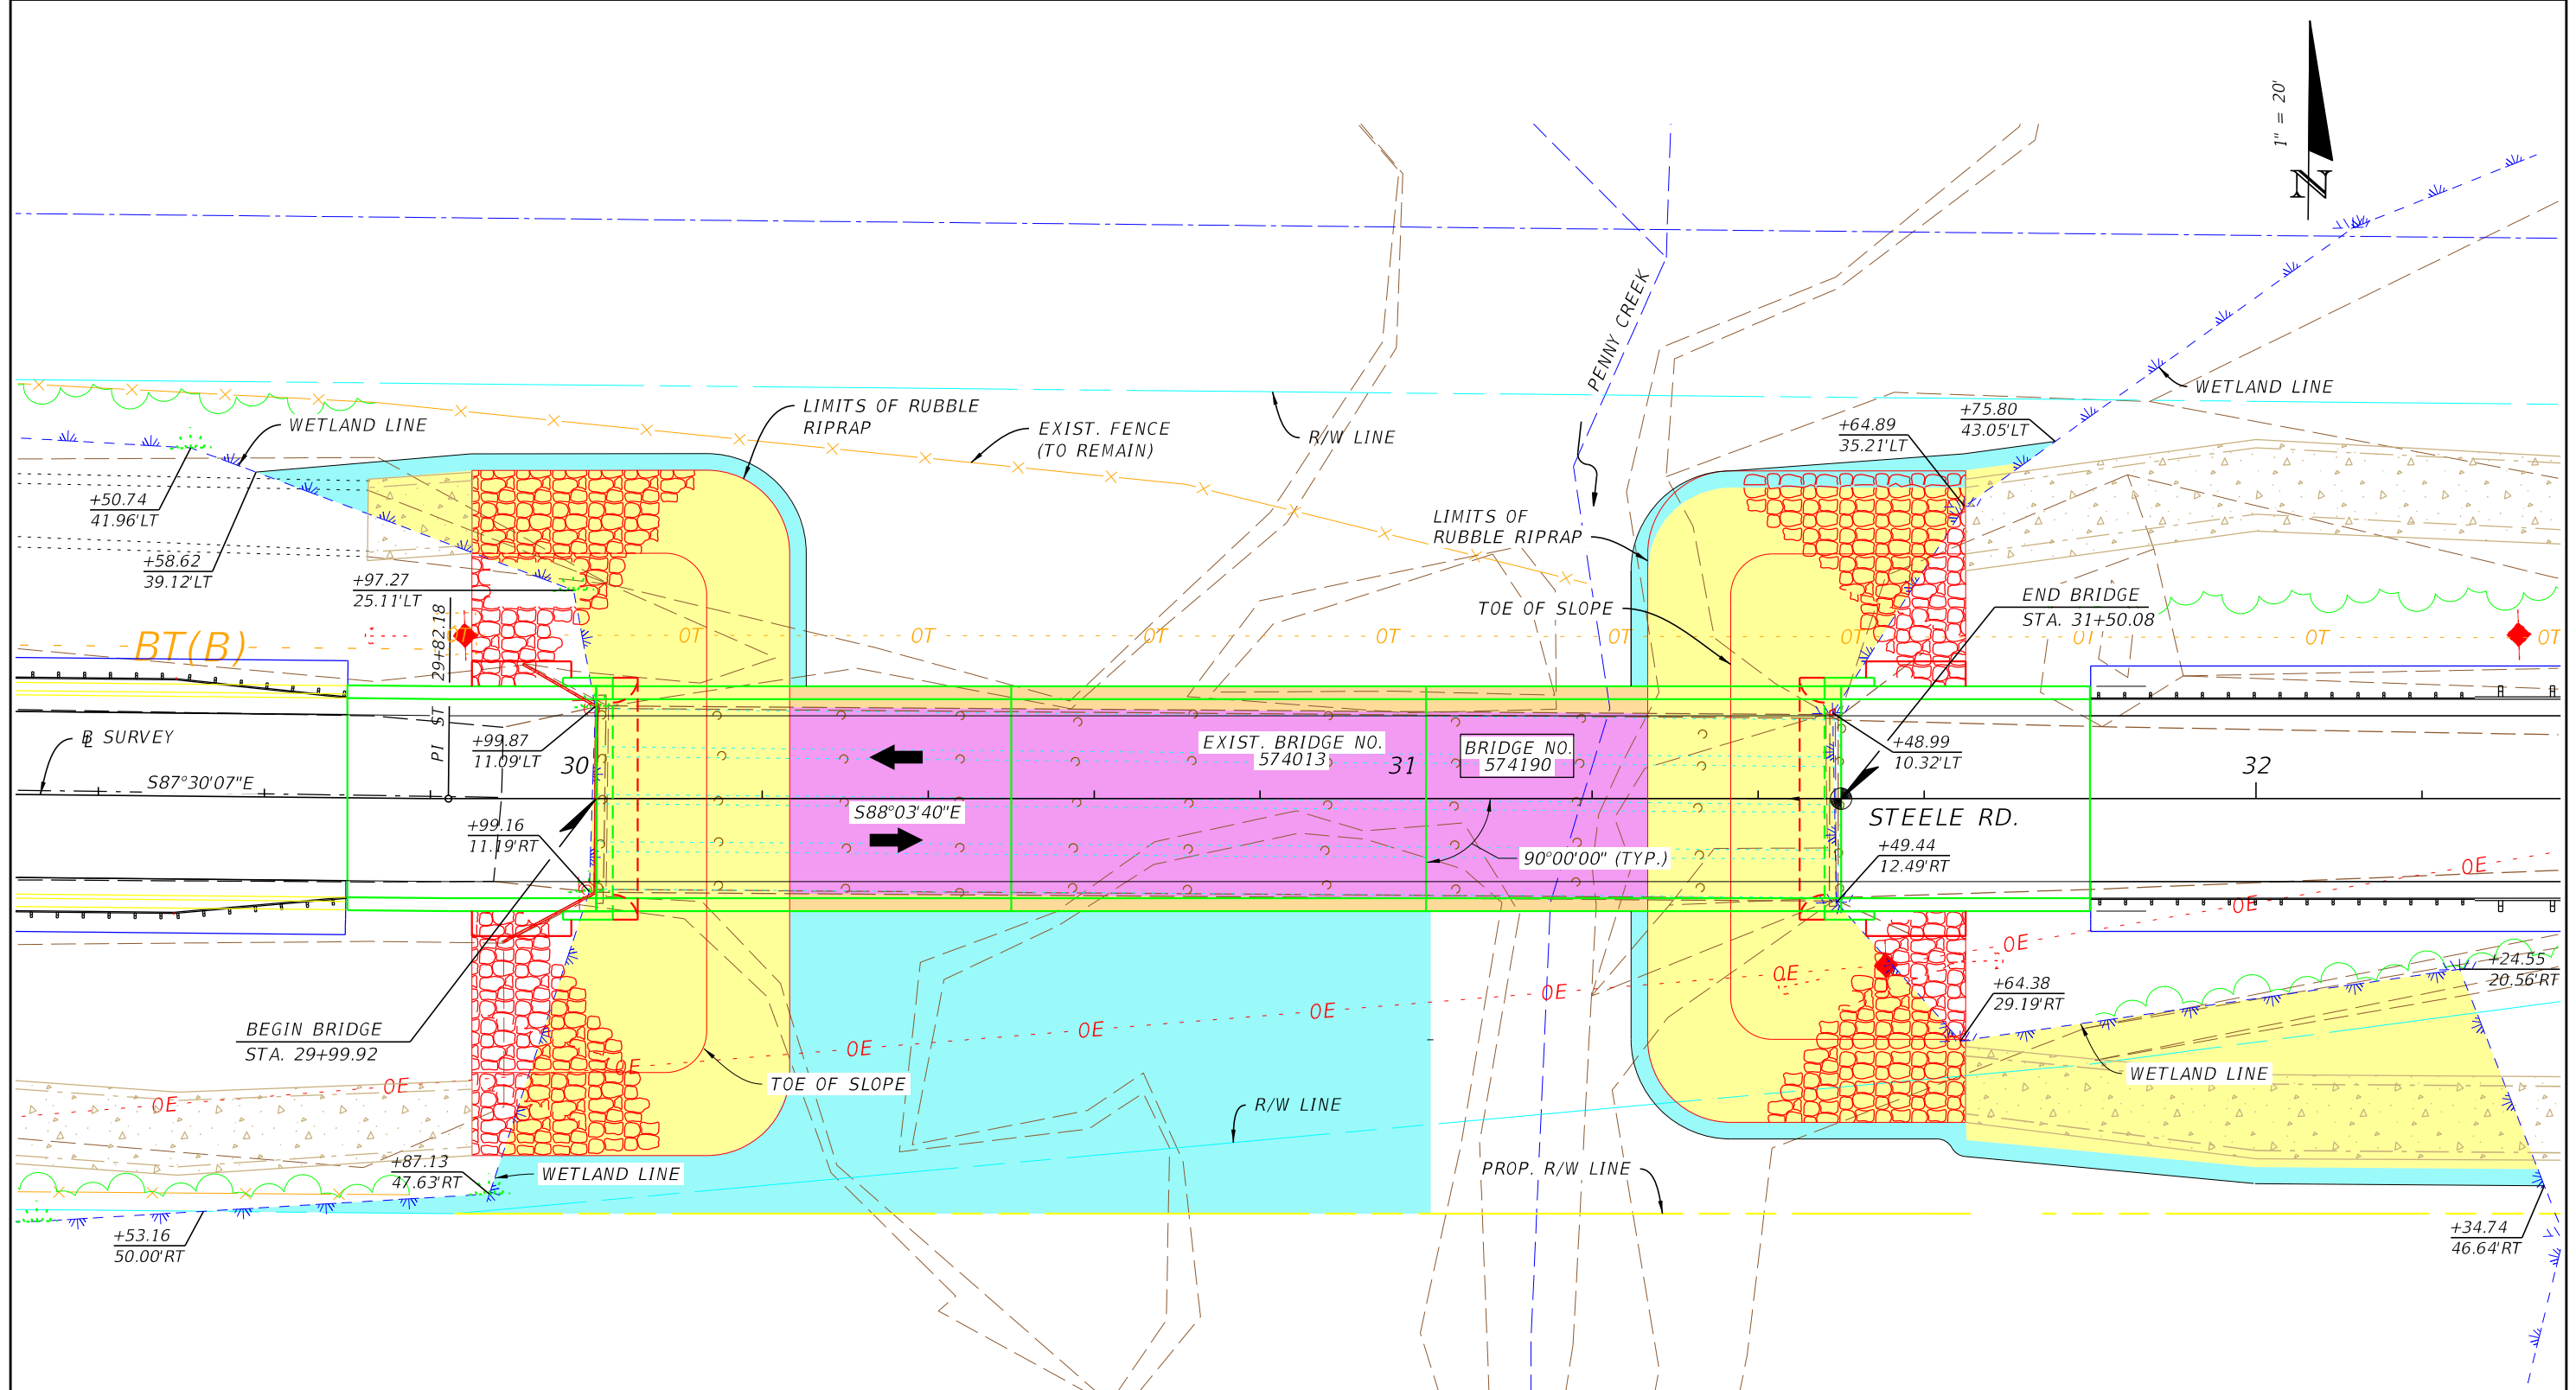 1" = 20'
N
PENNY CREEK
WETLAND LINE
LIMITS OF RUBBLE
RIPRAP
EXIST. FENCE
(TO REMAIN)
R/W LINE
WETLAND LINE
+75.80
43.05'LT
+64.89
35.21'LT
+50.74
41.96'LT
+58.62
39.12'LT
+97.27
25.11'LT
LIMITS OF
RUBBLE RIPRAP
TOE OF SLOPE
END BRIDGE
STA. 31+50.08
29+82.18
PI ST
BT(B)
OT
OT
OT
OT
OT
OT
OT
OT
OT
OT
℄ SURVEY
S87°30'07"E
+99.87
11.09'LT
30
EXIST. BRIDGE NO.
574013
31
BRIDGE NO.
574190
+48.99
10.32'LT
32
S88°03'40"E
STEELE RD.
+99.16
11.19'RT
90°00'00" (TYP.)
+49.44
12.49'RT
OE
OE
OE
OE
OE
OE
OE
OE
OE
OE
OE
+24.55
20.56'RT
+64.38
29.19'RT
BEGIN BRIDGE
STA. 29+99.92
TOE OF SLOPE
WETLAND LINE
R/W LINE
+87.13
47.63'RT
WETLAND LINE
PROP. R/W LINE
+53.16
50.00'RT
+34.74
46.64'RT